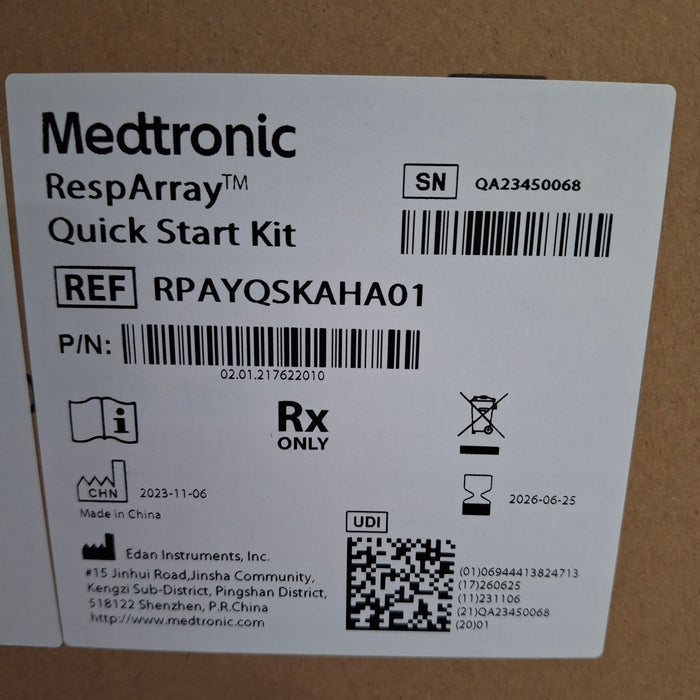 Medtronic
RespArray™
Quick Start Kit
SN QA23450068
REF RPAYQSKAHA01
P/N:
02.01.217622010
i
Rx
ONLY
CHN 2023-11-06
Made in China
2026-06-25
Edan Instruments, Inc.
#15 Jinhui Road,Jinsha Community,
Kengzi Sub-District, Pingshan District,
518122 Shenzhen, P.R.China
http://www.medtronic.com
UDI
(01)06944413824713
(17)260625
(11)231106
(21)QA23450068
(20)01